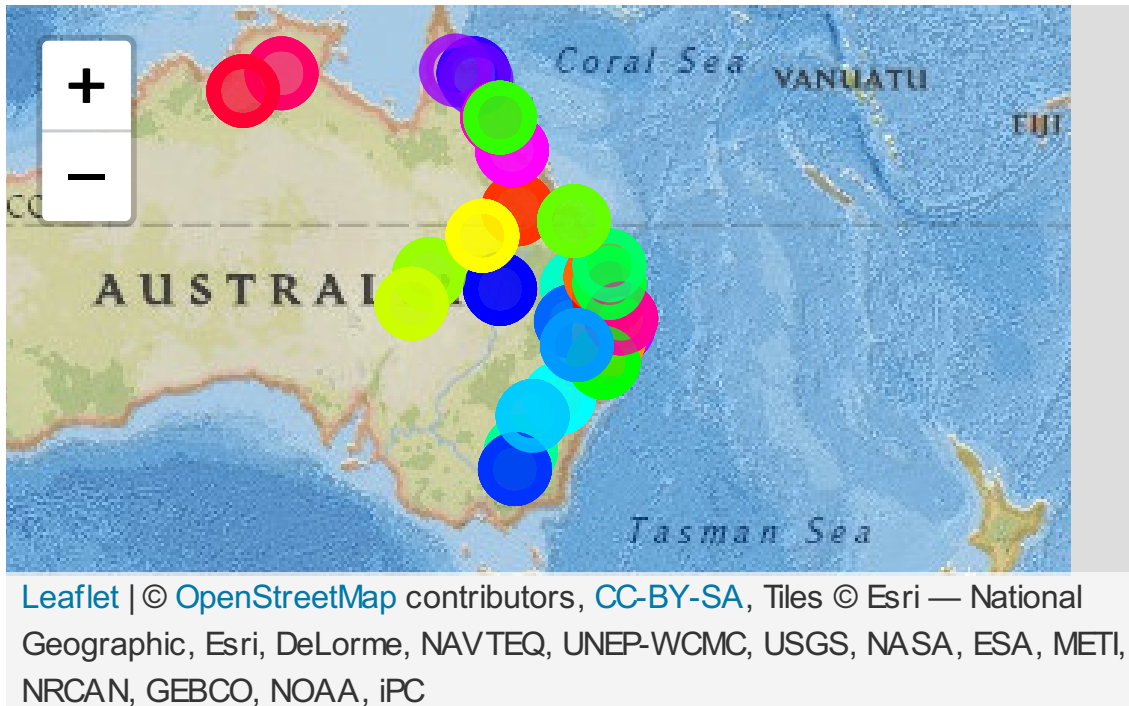 +
−
Coral Sea
VANUATU
FIJI
AUSTRAL
Tasman Sea
Leaflet | © OpenStreetMap contributors, CC-BY-SA, Tiles © Esri — National
Geographic, Esri, DeLorme, NAVTEQ, UNEP-WCMC, USGS, NASA, ESA, METI,
NRCAN, GEBCO, NOAA, iPC